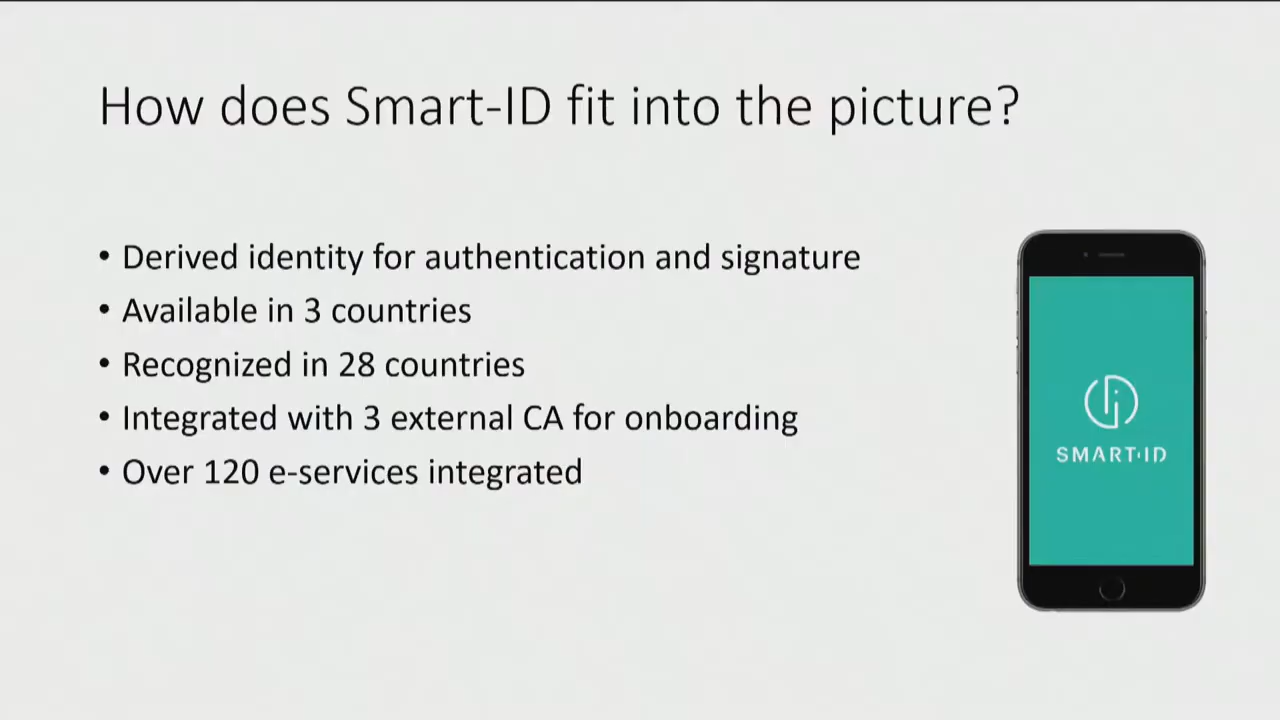 How does Smart-ID fit into the picture?
• Derived identity for authentication and signature
• Available in 3 countries
• Recognized in 28 countries
• Integrated with 3 external CA for onboarding
• Over 120 e-services integrated
SMART·ID